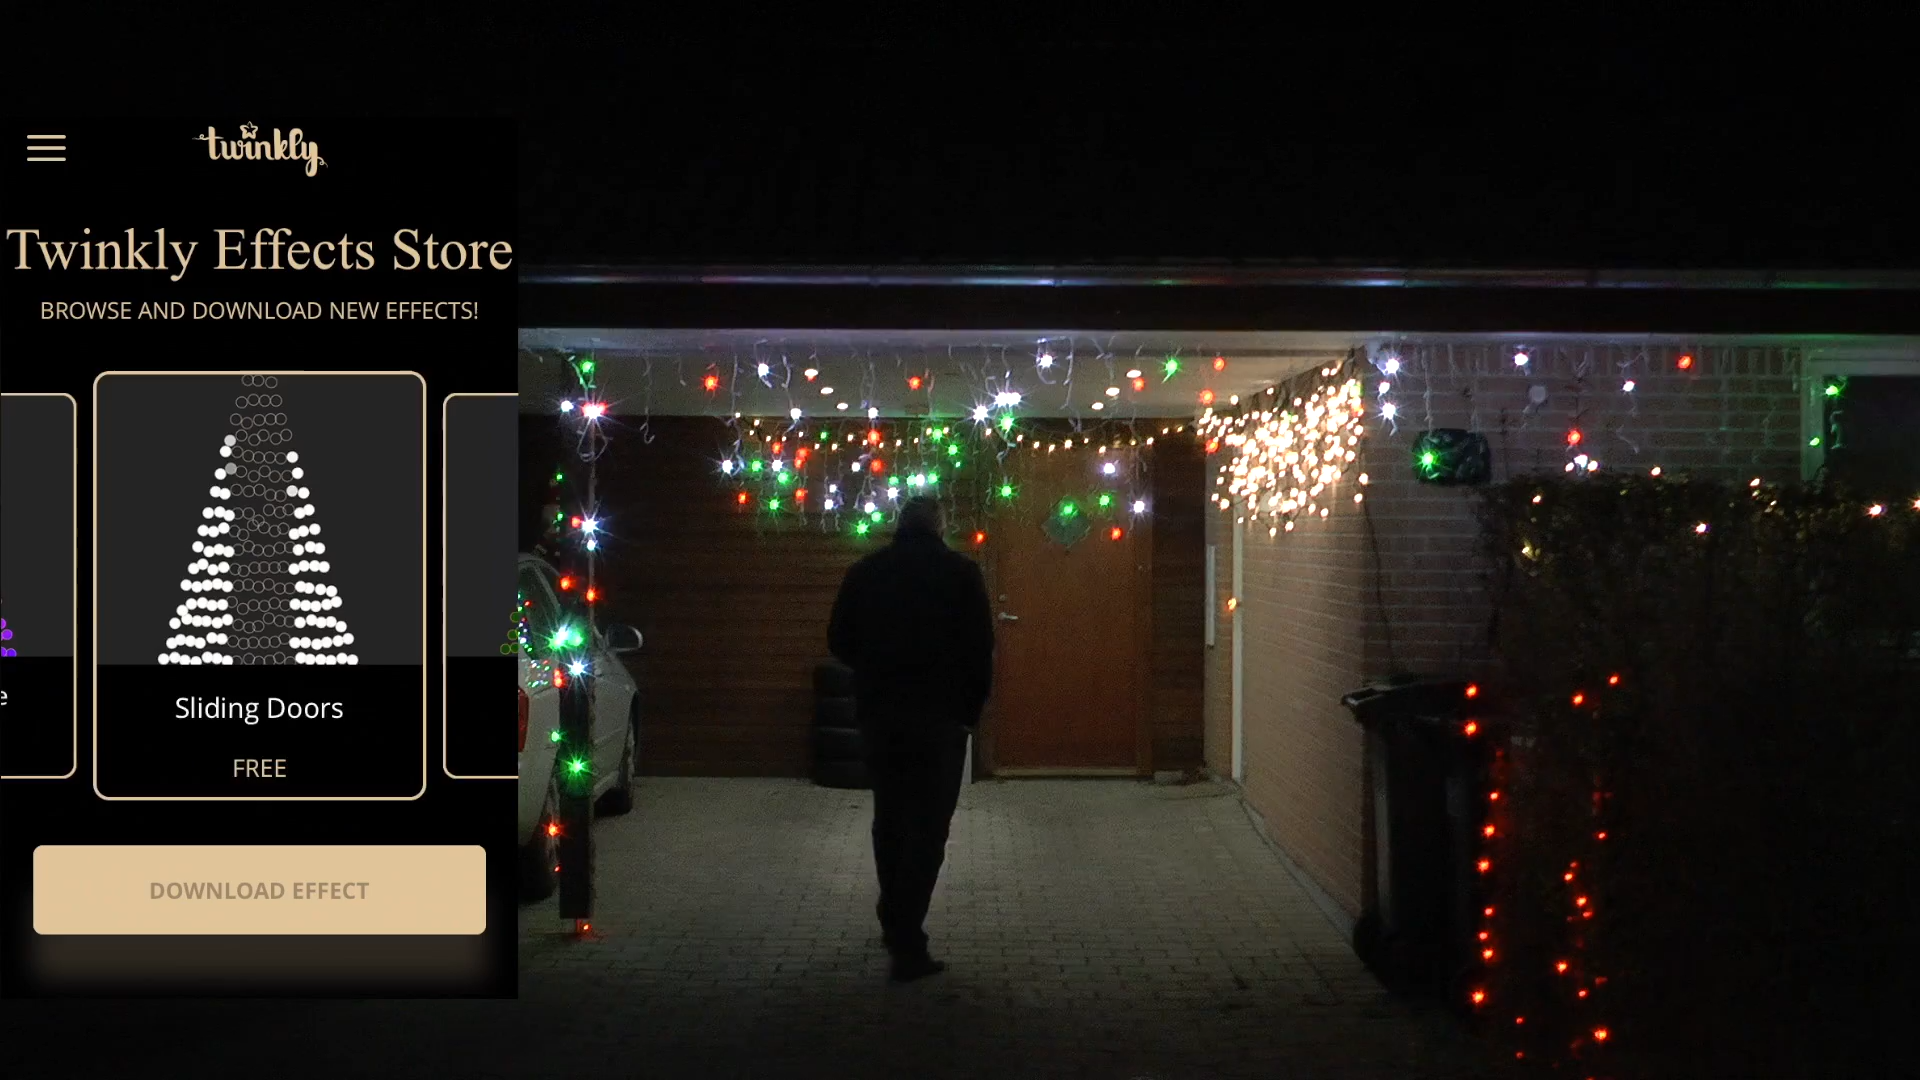 twinkly
Twinkly Effects Store
BROWSE AND DOWNLOAD NEW EFFECTS!
e
Sliding Doors
FREE
DOWNLOAD EFFECT